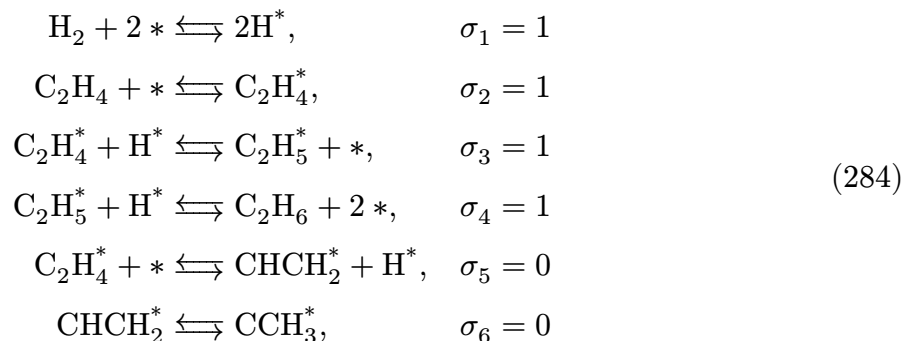 H₂ + 2 * ⇆ 2H*, σ₁ = 1
C₂H₄ + * ⇆ C₂H₄*, σ₂ = 1
C₂H₄* + H* ⇆ C₂H₅* + *, σ₃ = 1
C₂H₅* + H* ⇆ C₂H₆ + 2 *, σ₄ = 1
C₂H₄* + * ⇆ CHCH₂* + H*, σ₅ = 0
CHCH₂* ⇆ CCH₃*, σ₆ = 0
(284)